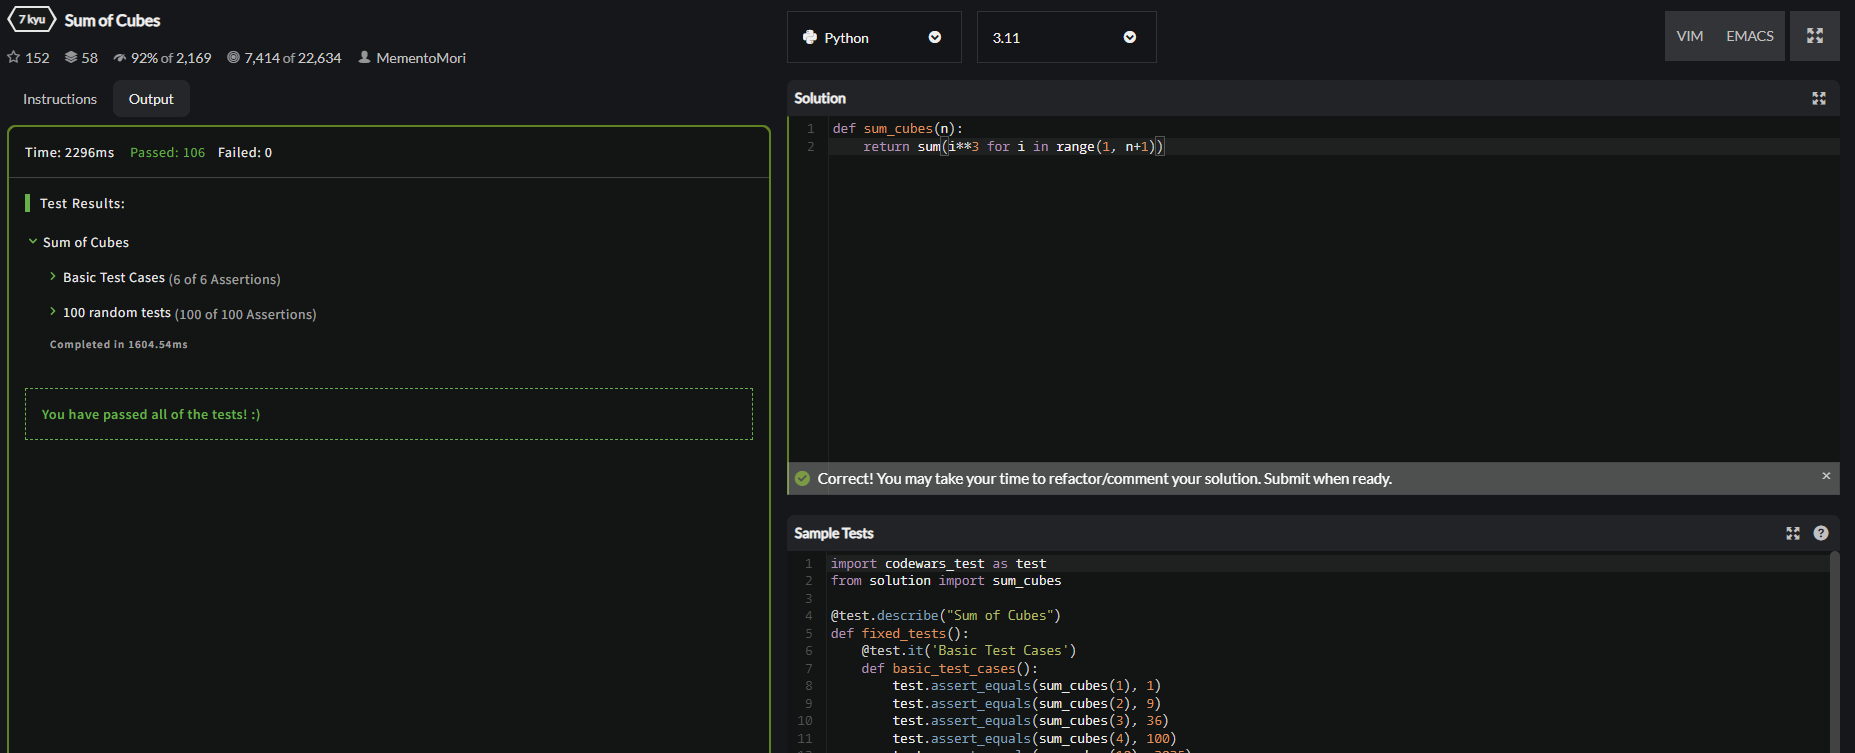 7 kyu Sum of Cubes
152 58 92% of 2,169 7,414 of 22,634 MementoMori
Instructions Output
Time: 2296ms Passed: 106 Failed: 0
Test Results:
Sum of Cubes
Basic Test Cases (6 of 6 Assertions)
100 random tests (100 of 100 Assertions)
Completed in 1604.54ms
You have passed all of the tests! :)
Python 3.11 VIM EMACS
Solution
1 def sum_cubes(n):
2     return sum(i**3 for i in range(1, n+1))
Correct! You may take your time to refactor/comment your solution. Submit when ready. ×
Sample Tests ?
1 import codewars_test as test
2 from solution import sum_cubes
3
4 @test.describe("Sum of Cubes")
5 def fixed_tests():
6     @test.it('Basic Test Cases')
7     def basic_test_cases():
8         test.assert_equals(sum_cubes(1), 1)
9         test.assert_equals(sum_cubes(2), 9)
10         test.assert_equals(sum_cubes(3), 36)
11         test.assert_equals(sum_cubes(4), 100)